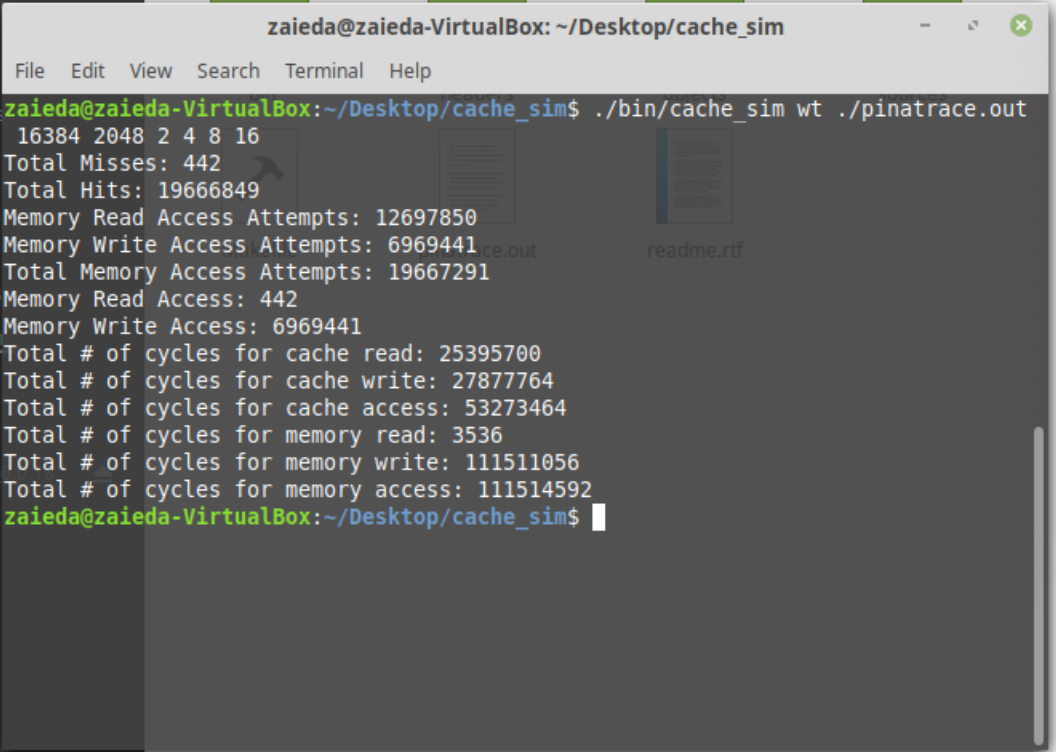 zaieda@zaieda-VirtualBox: ~/Desktop/cache_sim
File Edit View Search Terminal Help
zaieda@zaieda-VirtualBox:~/Desktop/cache_sim$ ./bin/cache_sim wt ./pinatrace.out
16384 2048 2 4 8 16
Total Misses: 442
Total Hits: 19666849
Memory Read Access Attempts: 12697850
Memory Write Access Attempts: 6969441
Total Memory Access Attempts: 19667291
Memory Read Access: 442
Memory Write Access: 6969441
Total # of cycles for cache read: 25395700
Total # of cycles for cache write: 27877764
Total # of cycles for cache access: 53273464
Total # of cycles for memory read: 3536
Total # of cycles for memory write: 111511056
Total # of cycles for memory access: 111514592
zaieda@zaieda-VirtualBox:~/Desktop/cache_sim$
pinatrace.out
readme.rtf